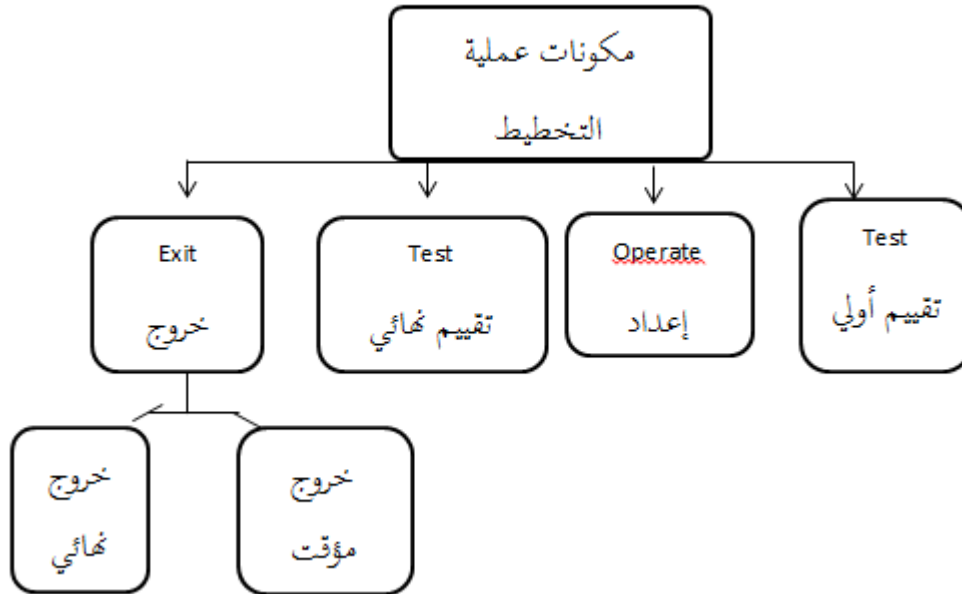 مكونات عملية
التخطيط
Test
تقييم أولي
Operate
إعداد
Test
تقييم نهائي
Exit
خروج
خروج
مؤقت
خروج
نهائي